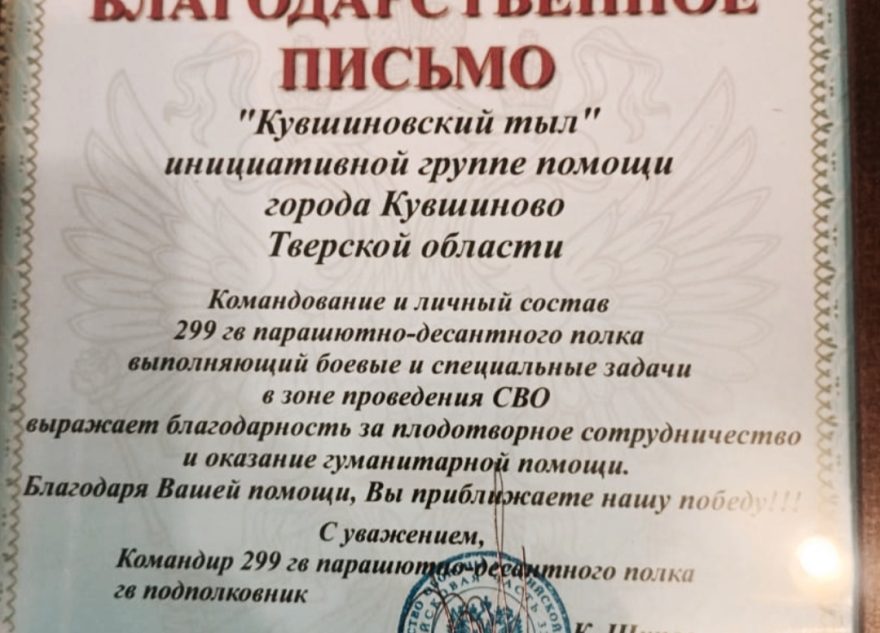 БЛАГОДАРСТВЕННОЕ
ПИСЬМО
"Кувшиновский тыл"
инициативной группе помощи
города Кувшиново
Тверской области
Командование и личный состав
299 гв парашютно-десантного полка
выполняющий боевые и специальные задачи
в зоне проведения СВО
выражает благодарность за плодотворное сотрудничество
и оказание гуманитарной помощи.
Благодаря Вашей помощи, Вы приближаете нашу победу!!!
С уважением,
Командир 299 гв парашютно-десантного полка
гв подполковник
К.